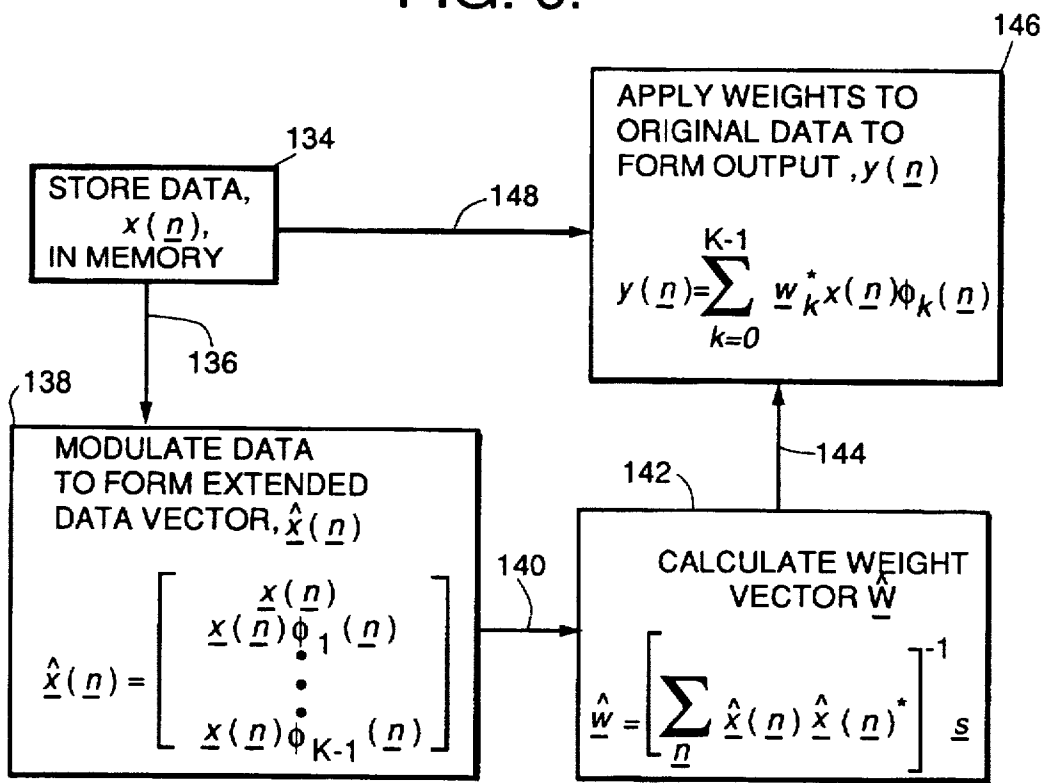 146
134
STORE DATA,
x(n),
IN MEMORY
148
APPLY WEIGHTS TO
ORIGINAL DATA TO
FORM OUTPUT ,y(n)
y(n)=∑ w̲ₖ* x(n)ϕₖ(n)
K-1
k=0
136
138
MODULATE DATA
TO FORM EXTENDED
DATA VECTOR, x̂(n)
x̂(n) =
x(n)
x(n)ϕ₁(n)
x(n)ϕ K-1 (n)
140
142
144
CALCULATE WEIGHT
VECTOR Ŵ
ŵ = [∑ n x̂(n) x̂(n)*]-1 s